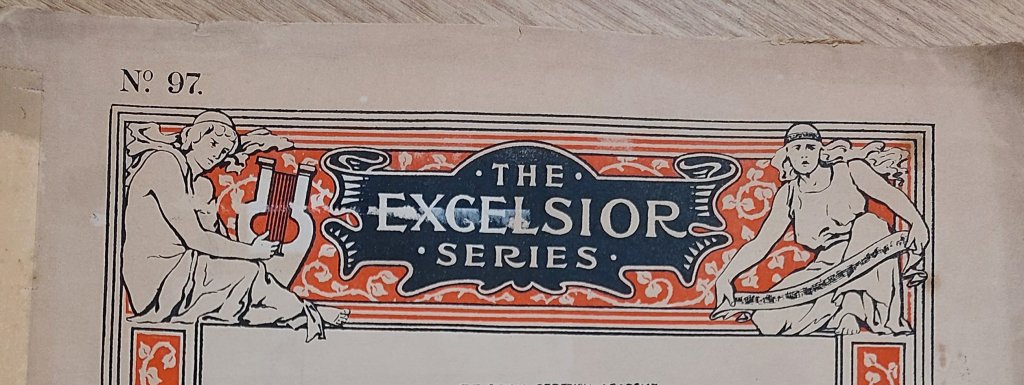 Nº 97.
· THE ·
EXCELSIOR
· SERIES ·